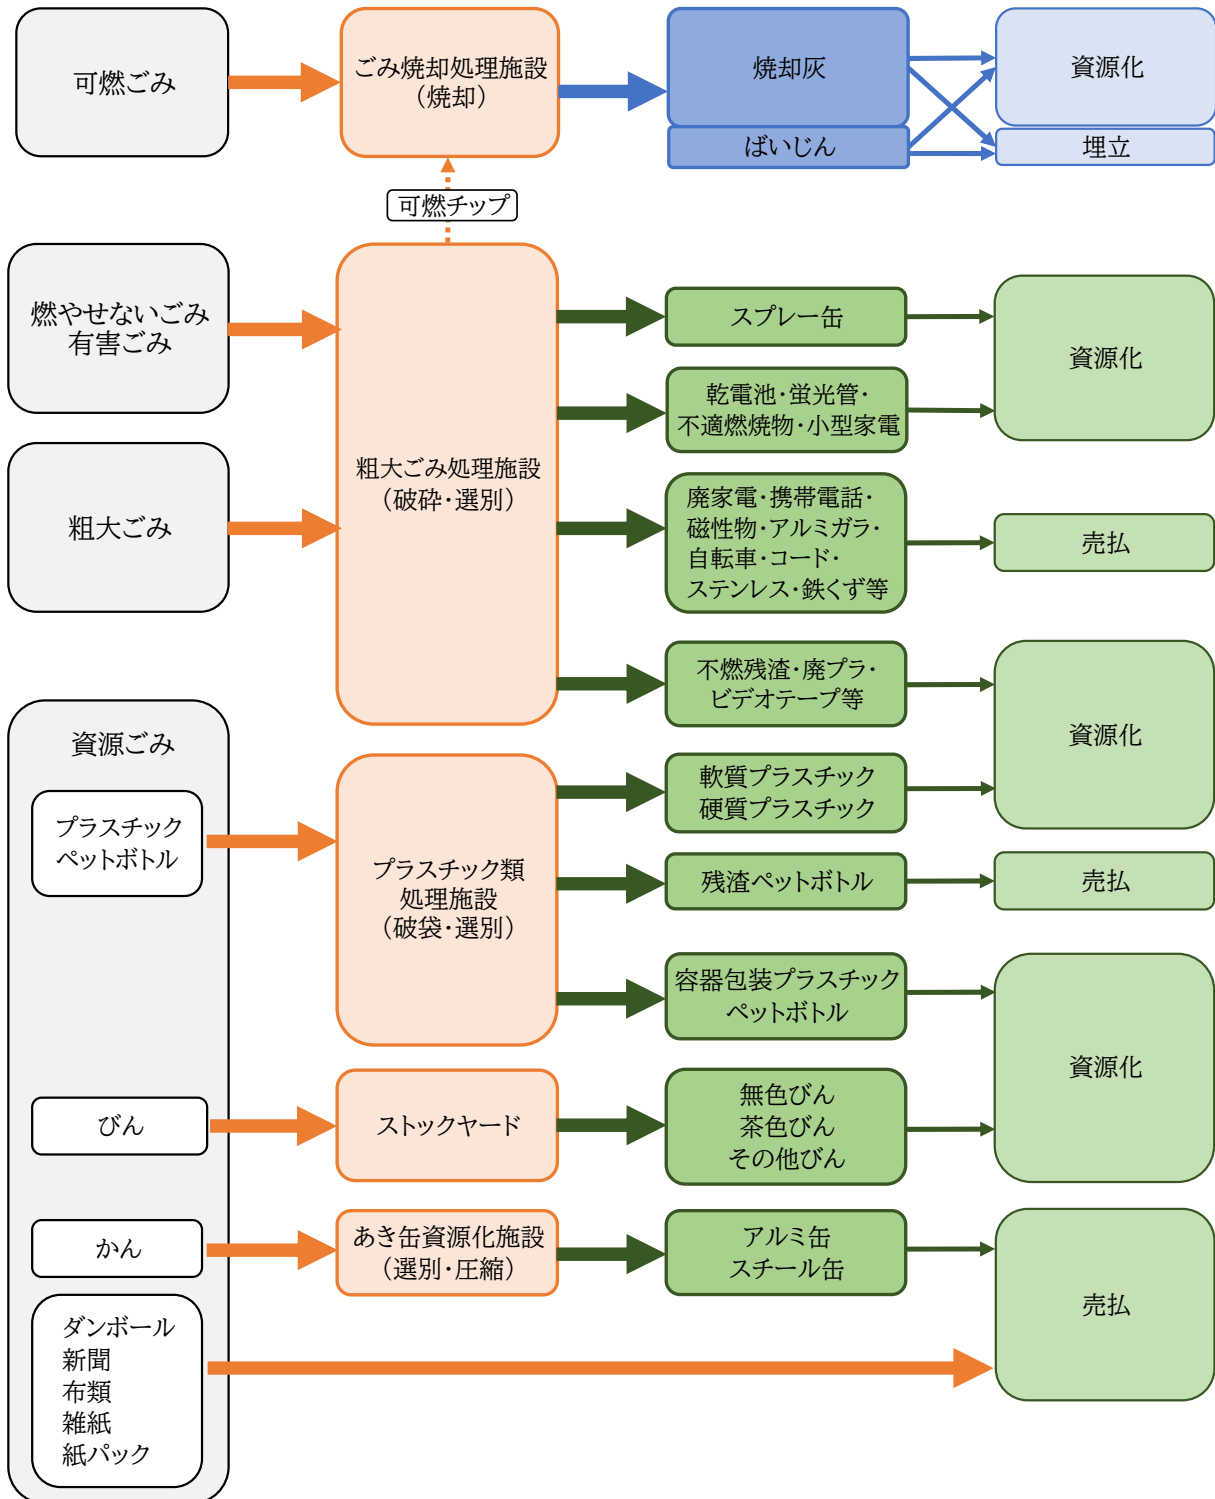 可燃ごみ
ごみ焼却処理施設
（焼却）
焼却灰
ばいじん
資源化
埋立
可燃チップ
燃やせないごみ
有害ごみ
粗大ごみ
粗大ごみ処理施設
（破砕・選別）
スプレー缶
乾電池・蛍光管・
不適燃焼物・小型家電
資源化
廃家電・携帯電話・
磁性物・アルミガラ・
自転車・コード・
ステンレス・鉄くず等
売払
不燃残渣・廃プラ・
ビデオテープ等
資源化
資源ごみ
プラスチック
ペットボトル
プラスチック類
処理施設
（破袋・選別）
軟質プラスチック
硬質プラスチック
残渣ペットボトル
売払
容器包装プラスチック
ペットボトル
資源化
びん
ストックヤード
無色びん
茶色びん
その他びん
かん
あき缶資源化施設
（選別・圧縮）
アルミ缶
スチール缶
売払
ダンボール
新聞
布類
雑紙
紙パック